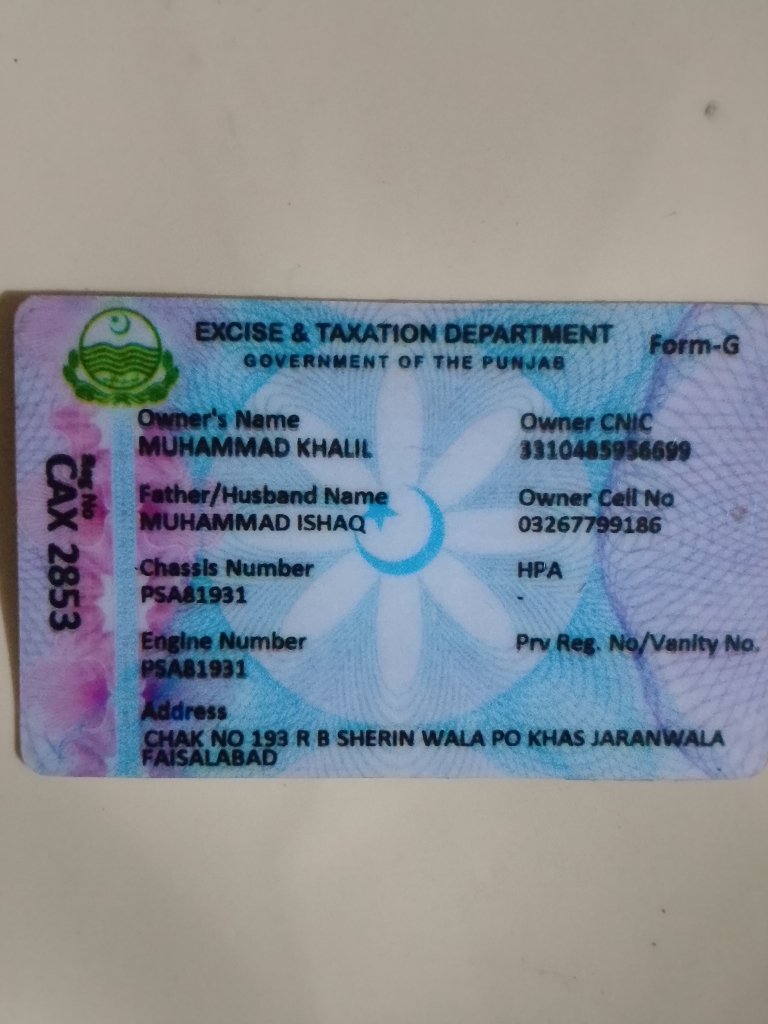 EXCISE & TAXATION DEPARTMENT
GOVERNMENT OF THE PUNJAB
Form-G
Reg No
CAX 2853
Owner's Name
MUHAMMAD KHALIL
Owner CNIC
3310485956699
Father/Husband Name
MUHAMMAD ISHAQ
Owner Cell No
03267799186
Chassis Number
PSA81931
HPA
-
Engine Number
PSA81931
Prv Reg. No/Vanity No.
Address
CHAK NO 193 R B SHERIN WALA PO KHAS JARANWALA
FAISALABAD